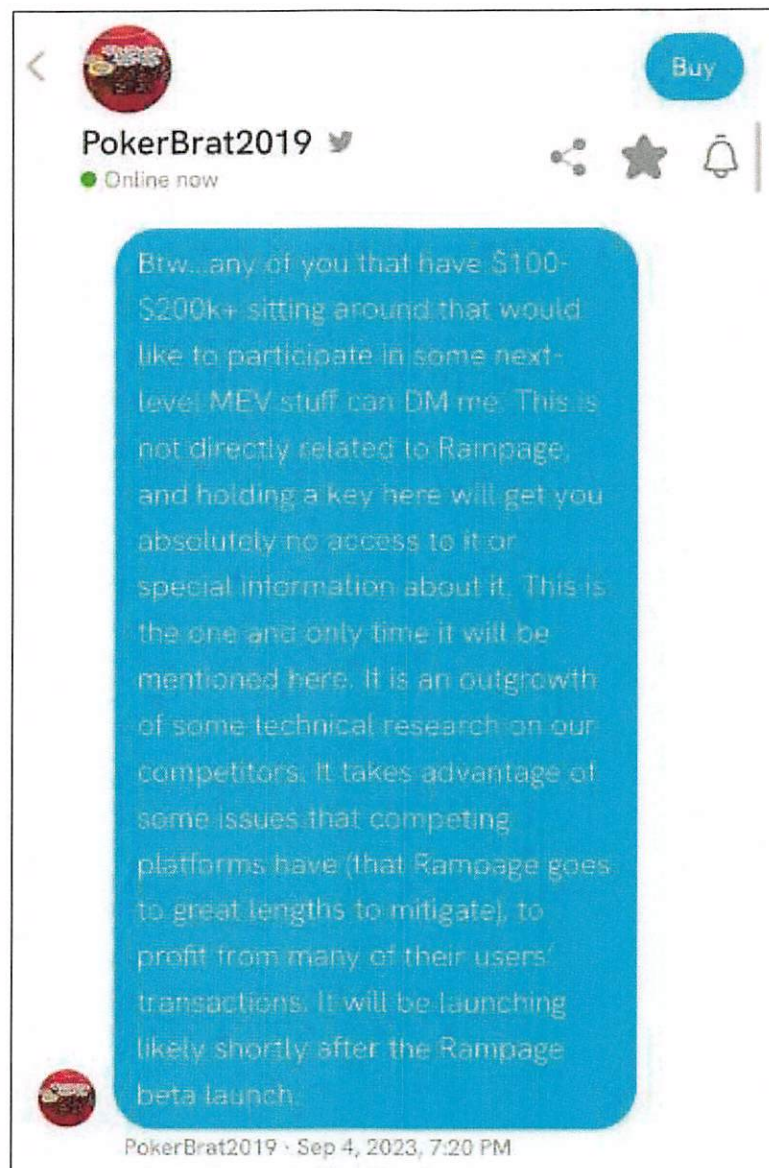 Buy
PokerBrat2019
Online now
Btw...any of you that have $100-
$200k+ sitting around that would
like to participate in some next-
level MEV stuff can DM me. This is
not directly related to Rampage,
and holding a key here will get you
absolutely no access to it or
special information about it. This is
the one and only time it will be
mentioned here. It is an outgrowth
of some technical research on our
competitors. It takes advantage of
some issues that competing
platforms have (that Rampage goes
to great lengths to mitigate), to
profit from many of their users'
transactions. It will be launching
likely shortly after the Rampage
beta launch.
PokerBrat2019 · Sep 4, 2023, 7:20 PM